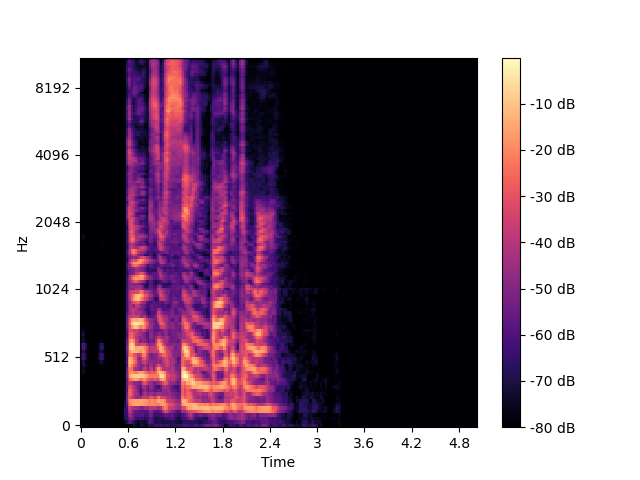 8192
4096
2048
1024
512
0
Hz
0 0.6 1.2 1.8 2.4 3 3.6 4.2 4.8
Time
-10 dB
-20 dB
-30 dB
-40 dB
-50 dB
-60 dB
-70 dB
-80 dB